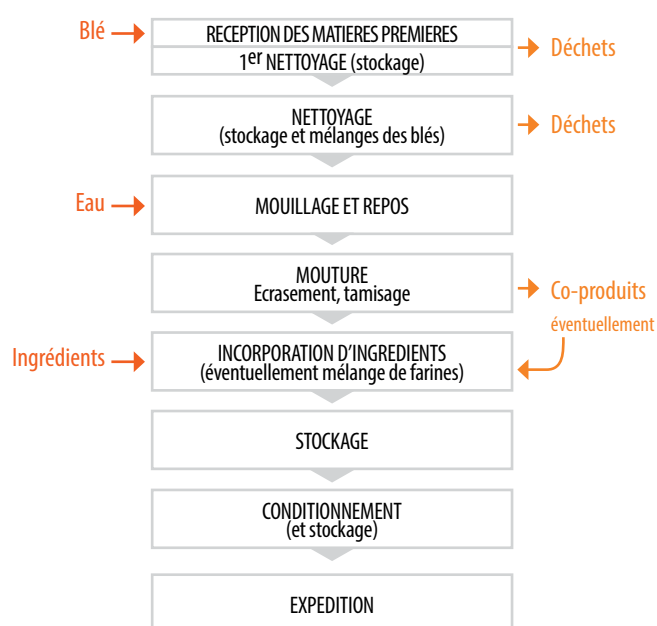 Blé
RECEPTION DES MATIERES PREMIERES
1er NETTOYAGE (stockage)
Déchets
NETTOYAGE
(stockage et mélanges des blés)
Déchets
Eau
MOUILLAGE ET REPOS
MOUTURE
Ecrasement, tamisage
Co-produits
éventuellement
Ingrédients
INCORPORATION D'INGREDIENTS
(éventuellement mélange de farines)
STOCKAGE
CONDITIONNEMENT
(et stockage)
EXPEDITION